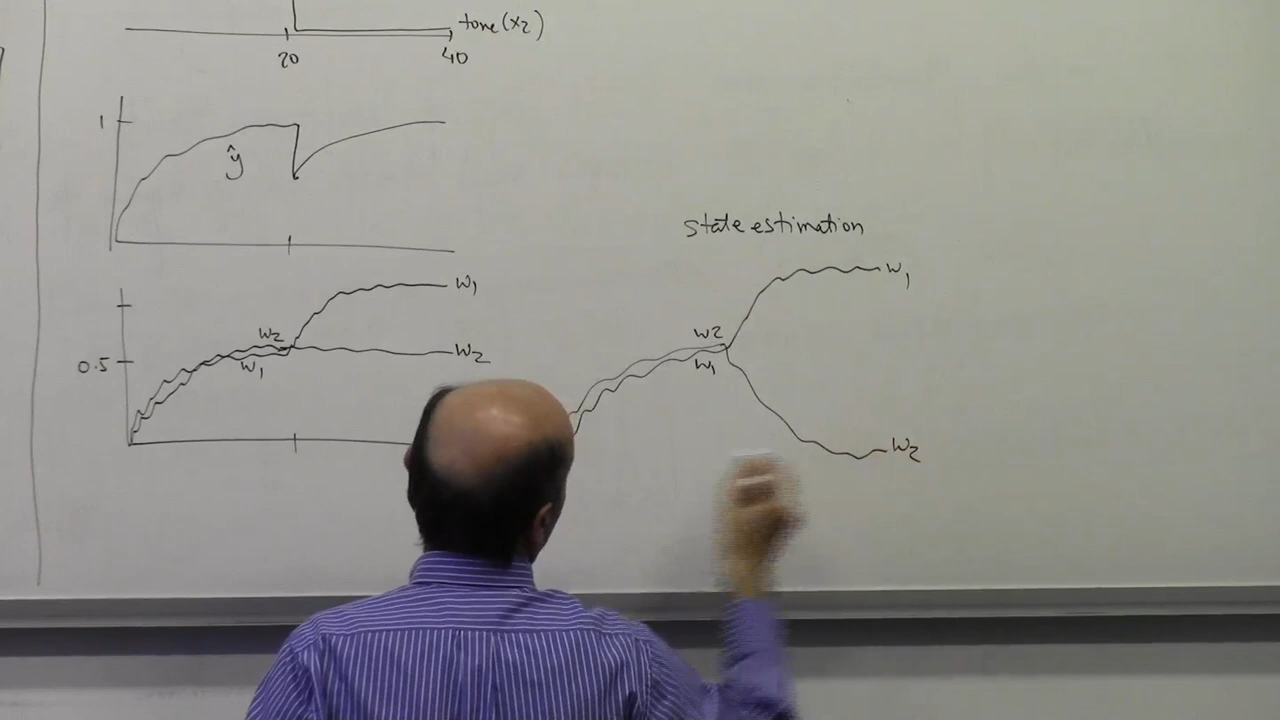 tone (x2)
20 40
1
ŷ
state estimation
w1
w1
w2
w2
0.5
w1
w2
w1
w2